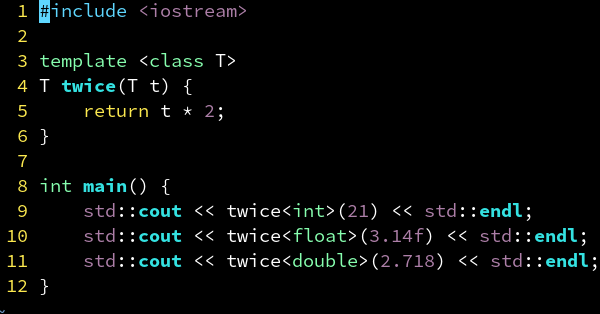 1 #include <iostream>
2
3 template <class T>
4 T twice(T t) {
5     return t * 2;
6 }
7
8 int main() {
9     std::cout << twice<int>(21) << std::endl;
10     std::cout << twice<float>(3.14f) << std::endl;
11     std::cout << twice<double>(2.718) << std::endl;
12 }
~